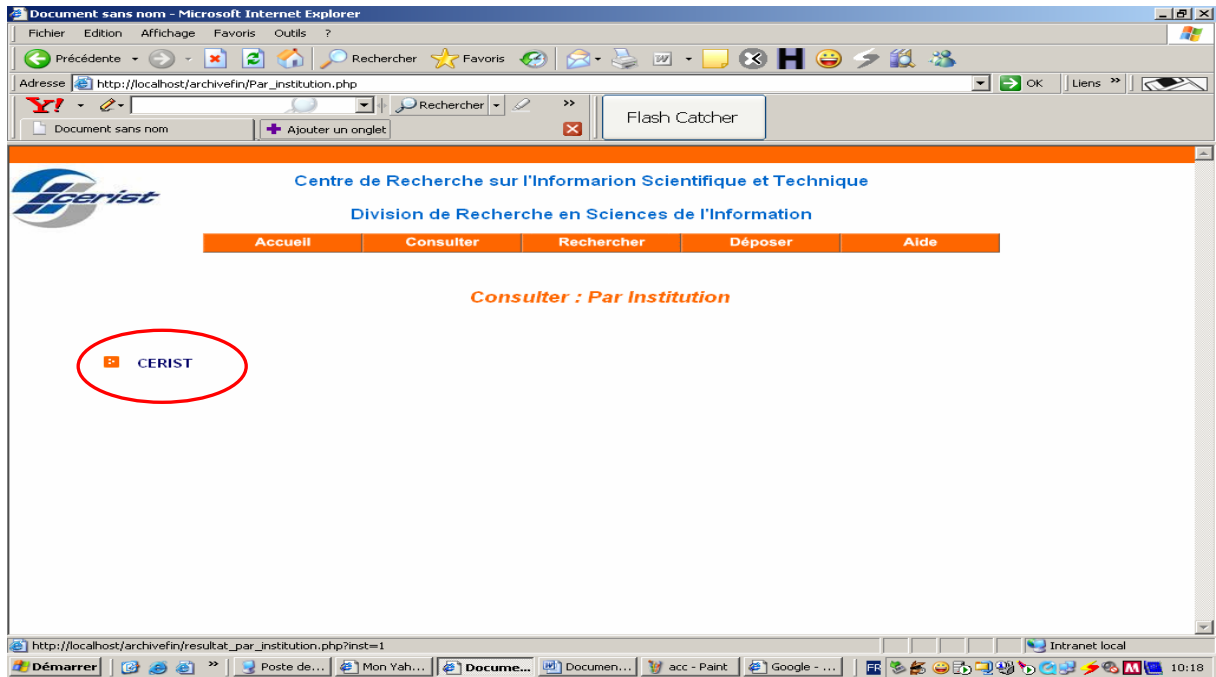 Document sans nom - Microsoft Internet Explorer
Fichier Edition Affichage Favoris Outils ?
Précédente Rechercher Favoris
Adresse http://localhost/archivefin/Par_institution.php OK Liens »
Y! Rechercher »
Document sans nom Ajouter un onglet
Flash Catcher
cerist
Centre de Recherche sur l'Informarion Scientifique et Technique
Division de Recherche en Sciences de l'Information
Accueil Consulter Rechercher Déposer Aide
Consulter : Par Institution
CERIST
http://localhost/archivefin/resultat_par_institution.php?inst=1 Intranet local
Démarrer » Poste de... Mon Yah... Docume... Documen... acc - Paint Google - ... FR 10:18